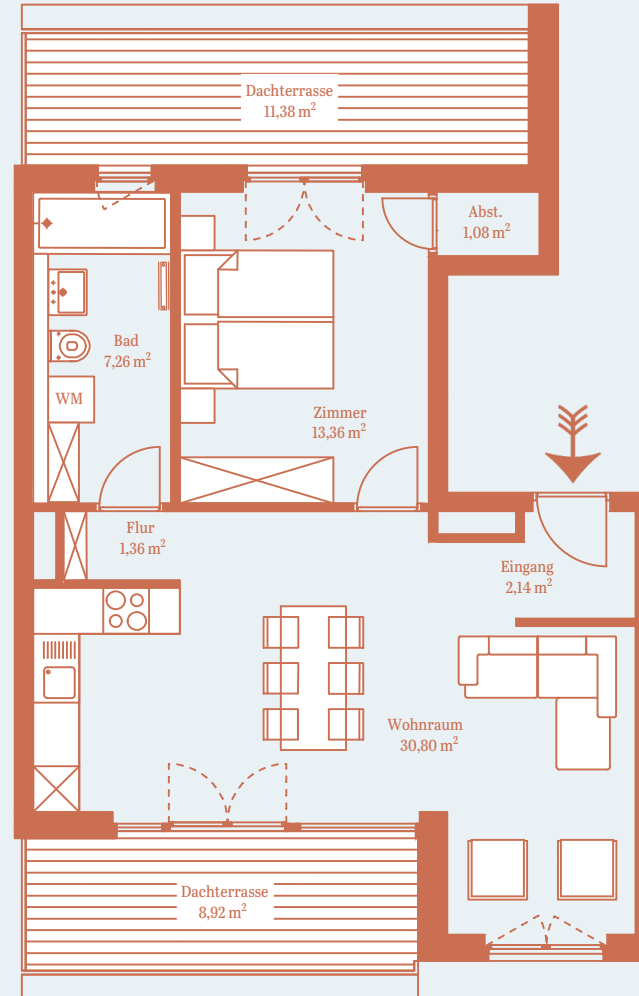 Dachterrasse
11,38 m²
Abst.
1,08 m²
Bad
7,26 m²
WM
Zimmer
13,36 m²
Flur
1,36 m²
Eingang
2,14 m²
Wohnraum
30,80 m²
Dachterrasse
8,92 m²